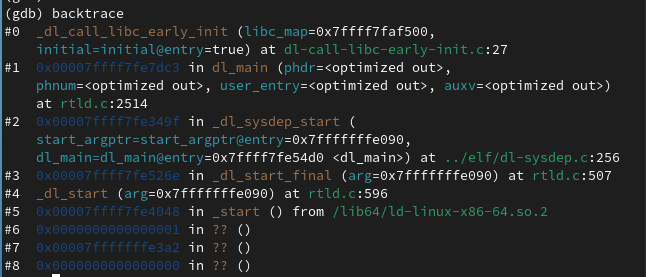 (gdb) backtrace
#0  _dl_call_libc_early_init (libc_map=0x7ffff7faf500,
    initial=initial@entry=true) at dl-call-libc-early-init.c:27
#1  0x00007ffff7fe7dc3 in dl_main (phdr=<optimized out>,
    phnum=<optimized out>, user_entry=<optimized out>, auxv=<optimized out>)
    at rtld.c:2514
#2  0x00007ffff7fe349f in _dl_sysdep_start (
    start_argptr=start_argptr@entry=0x7fffffffe090,
    dl_main=dl_main@entry=0x7ffff7fe54d0 <dl_main>) at ../elf/dl-sysdep.c:256
#3  0x00007ffff7fe526e in _dl_start_final (arg=0x7fffffffe090) at rtld.c:507
#4  _dl_start (arg=0x7fffffffe090) at rtld.c:596
#5  0x00007ffff7fe4048 in _start () from /lib64/ld-linux-x86-64.so.2
#6  0x0000000000000001 in ?? ()
#7  0x00007fffffffe3a2 in ?? ()
#8  0x0000000000000000 in ?? ()